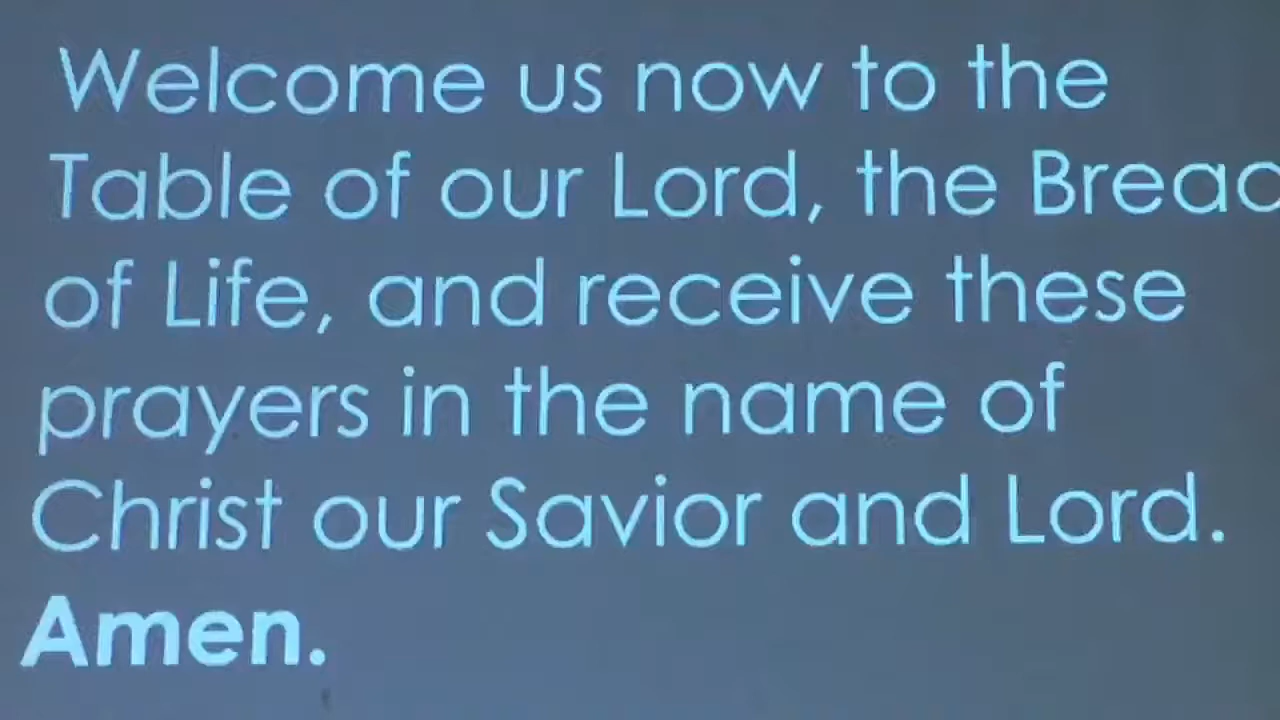 Welcome us now to the
Table of our Lord, the Bread
of Life, and receive these
prayers in the name of
Christ our Savior and Lord.
Amen.